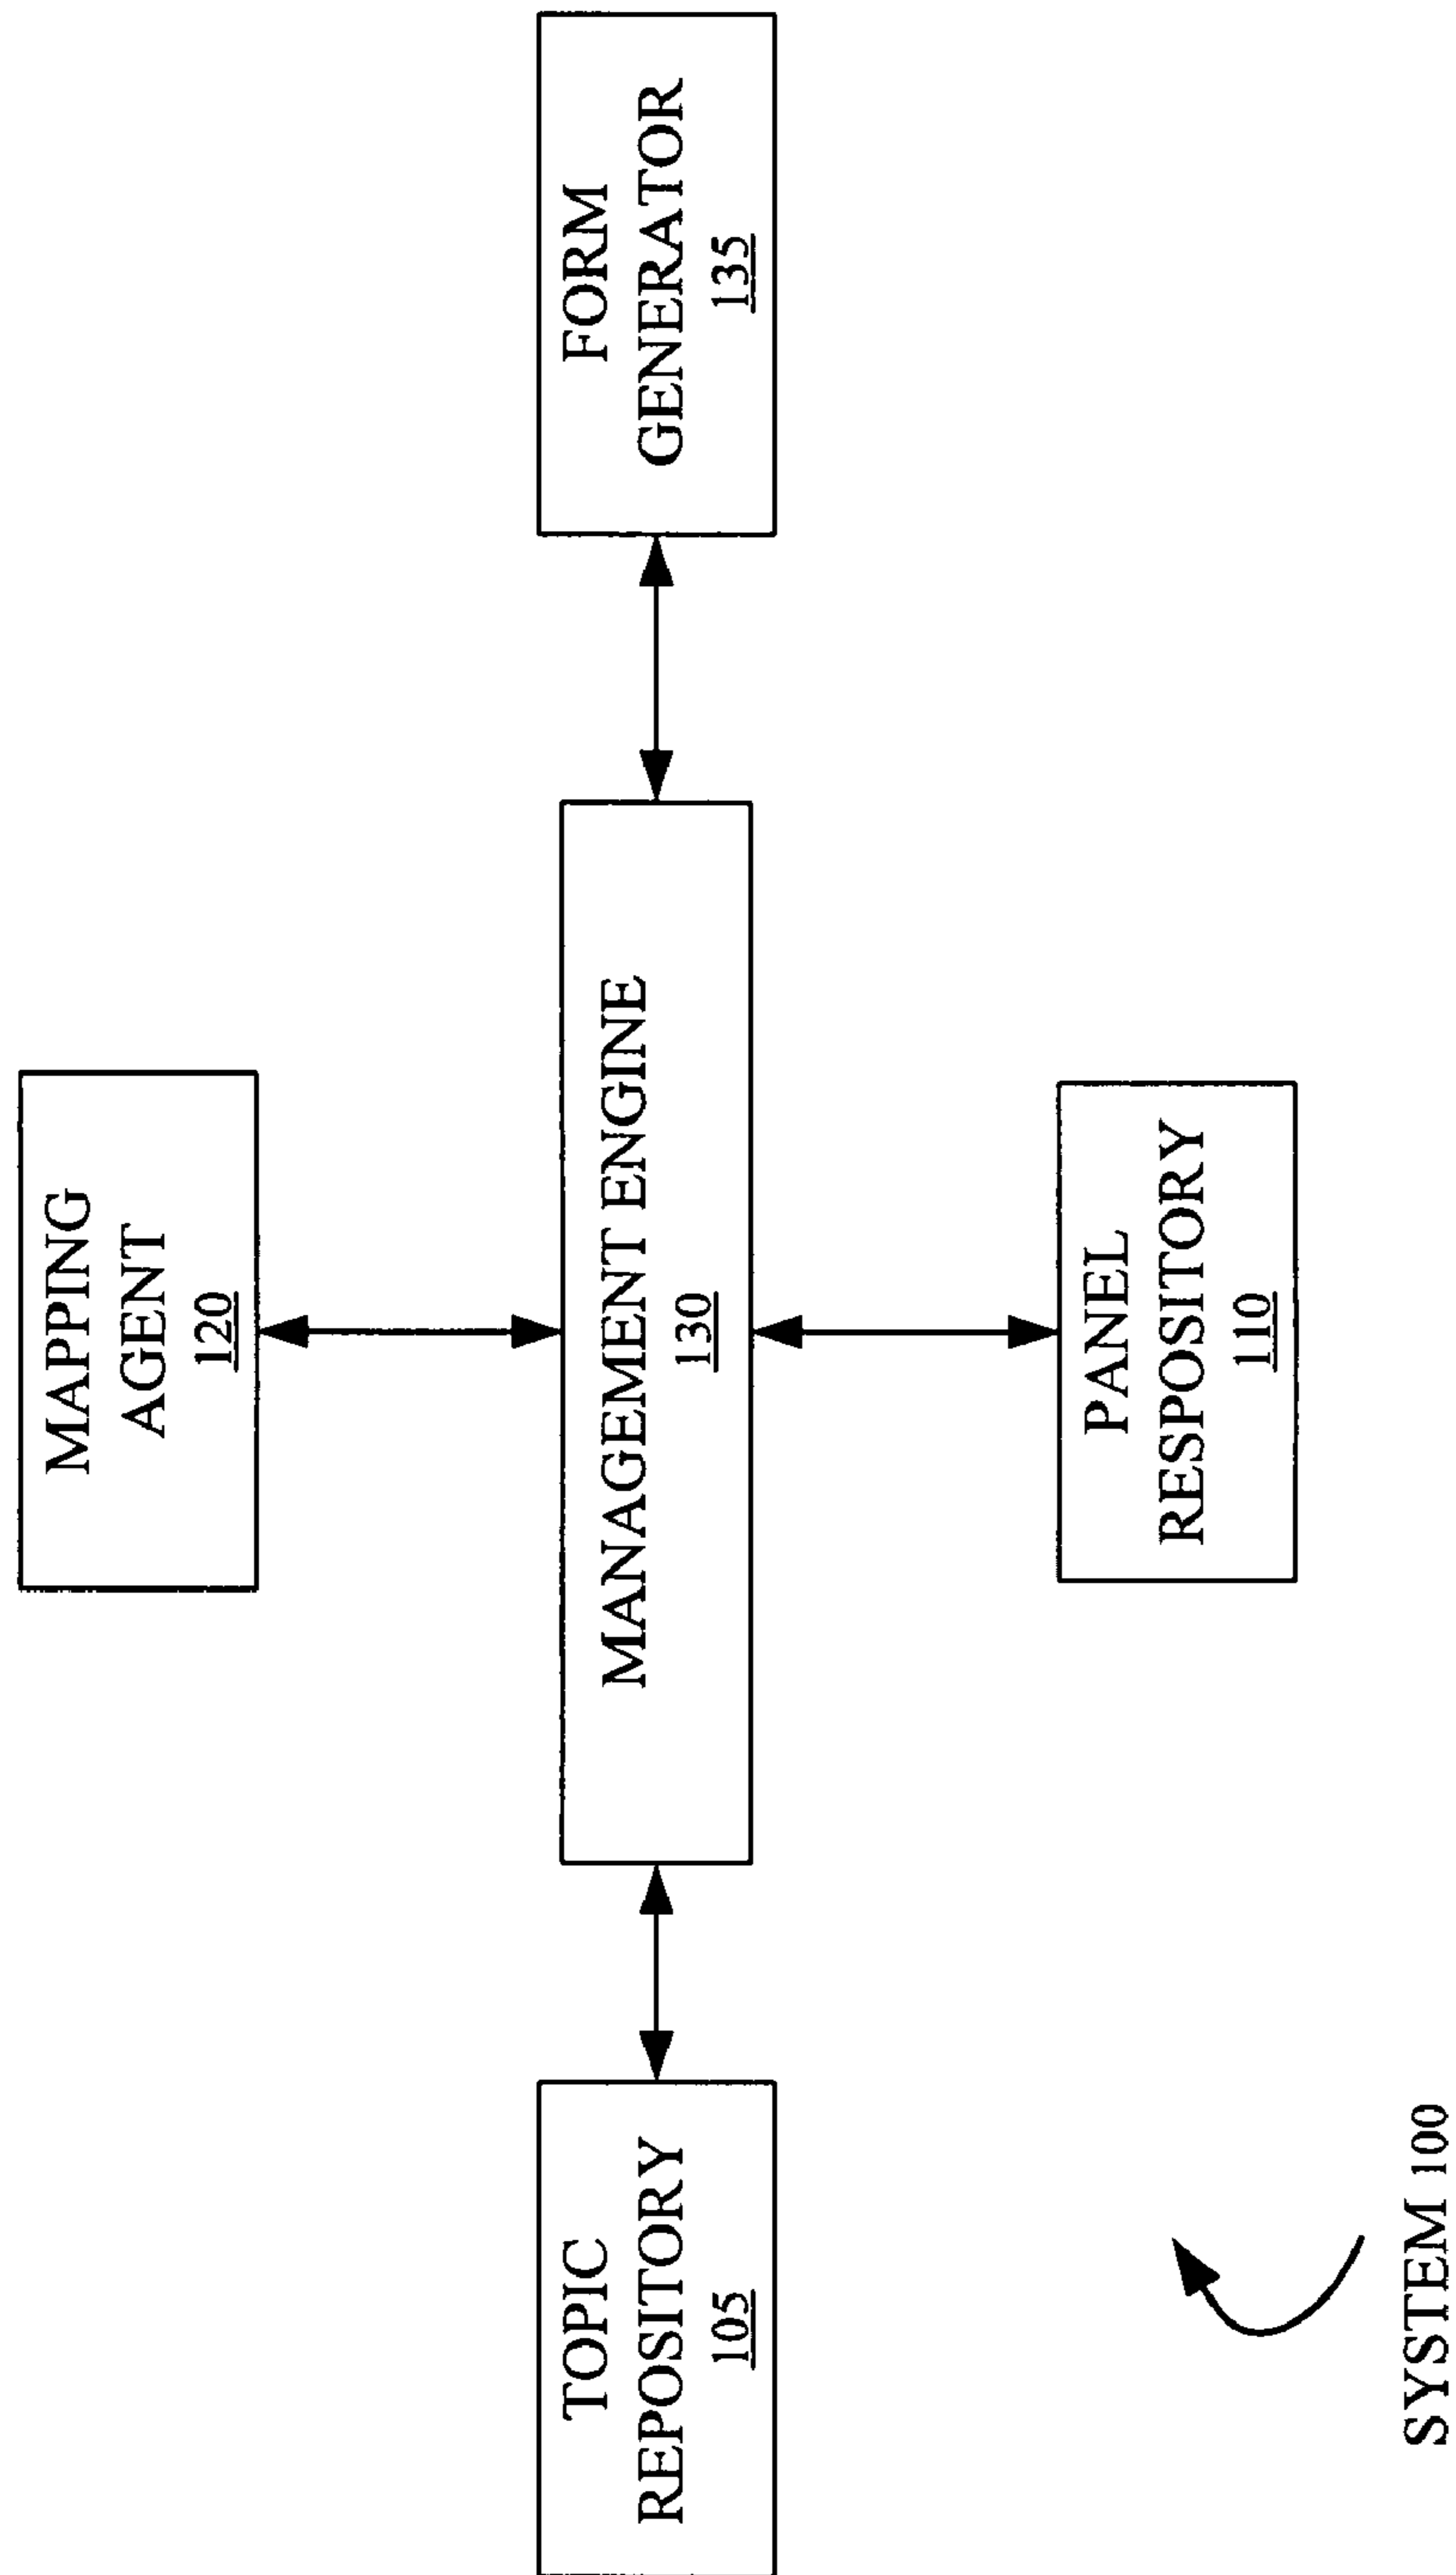 MAPPING
AGENT
120
TOPIC
REPOSITORY
105
MANAGEMENT ENGINE
130
FORM
GENERATOR
135
PANEL
RESPOSITORY
110
SYSTEM 100